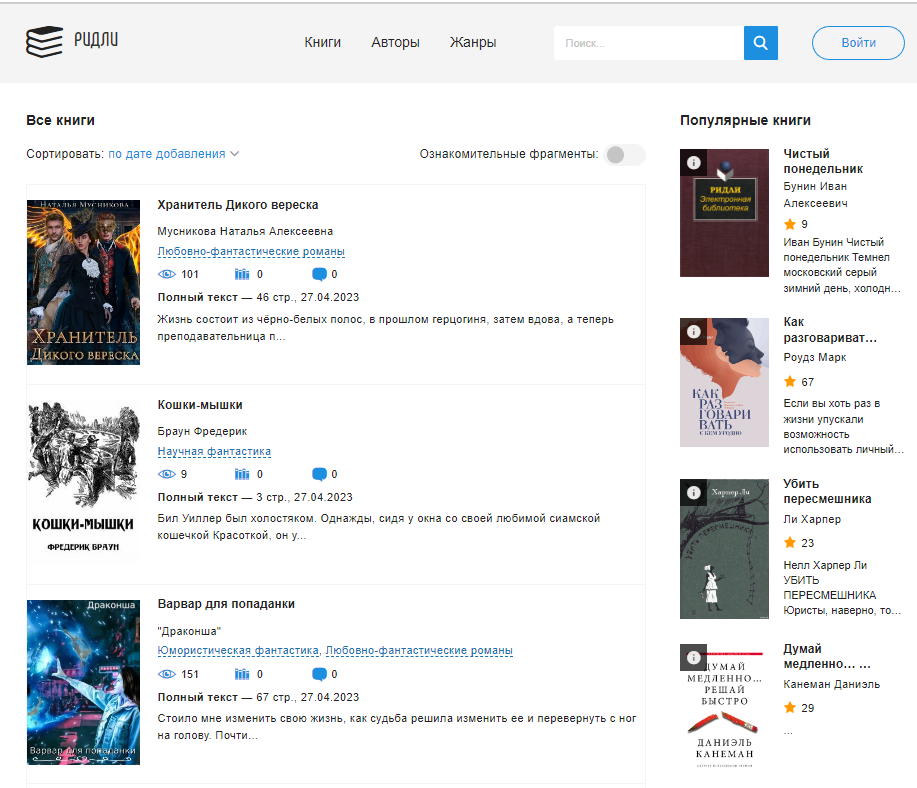 РИДЛИ
Книги
Авторы
Жанры
Поиск...
Войти
Все книги
Сортировать: по дате добавления
Ознакомительные фрагменты:
НАТАЛЬЯ МУСНИКОВА
ХРАНИТЕЛЬ
ДИКОГО ВЕРЕСКА
Хранитель Дикого вереска
Мусникова Наталья Алексеевна
Любовно-фантастические романы
101 0 0
Полный текст — 46 стр., 27.04.2023
Жизнь состоит из чёрно-белых полос, в прошлом герцогиня, затем вдова, а теперь
преподавательница п...
КОШКИ-МЫШКИ
ФРЕДЕРИК БРАУН
Кошки-мышки
Браун Фредерик
Научная фантастика
9 0 0
Полный текст — 3 стр., 27.04.2023
Бил Уиллер был холостяком. Однажды, сидя у окна со своей любимой сиамской
кошечкой Красоткой, он у...
Драконша
Варвар для попаданки
Варвар для попаданки
"Драконша"
Юмористическая фантастика, Любовно-фантастические романы
151 0 0
Полный текст — 67 стр., 27.04.2023
Стоило мне изменить свою жизнь, как судьба решила изменить ее и перевернуть с ног
на голову. Почти...
Популярные книги
РИДЛИ
Электронная
библиотека
Чистый
понедельник
Бунин Иван
Алексеевич
9
Иван Бунин Чистый
понедельник Темнел
московский серый
зимний день, холодн...
КАК
РАЗ
ГОВАРИ
ВАТЬ
С КЕМ УГОДНО
Как
разговариват...
Роудз Марк
67
Если вы хоть раз в
жизни упускали
возможность
использовать личный...
Харпер Ли
УБИТЬ ПЕРЕСМЕШНИКА
Убить
пересмешника
Ли Харпер
23
Нелл Харпер Ли
УБИТЬ
ПЕРЕСМЕШНИКА
Юристы, наверно, то...
ДУМАЙ
МЕДЛЕННО...
РЕШАЙ
БЫСТРО
ДАНИЭЛЬ
КАНЕМАН
Думай
медленно... ...
Канеман Даниэль
29
...